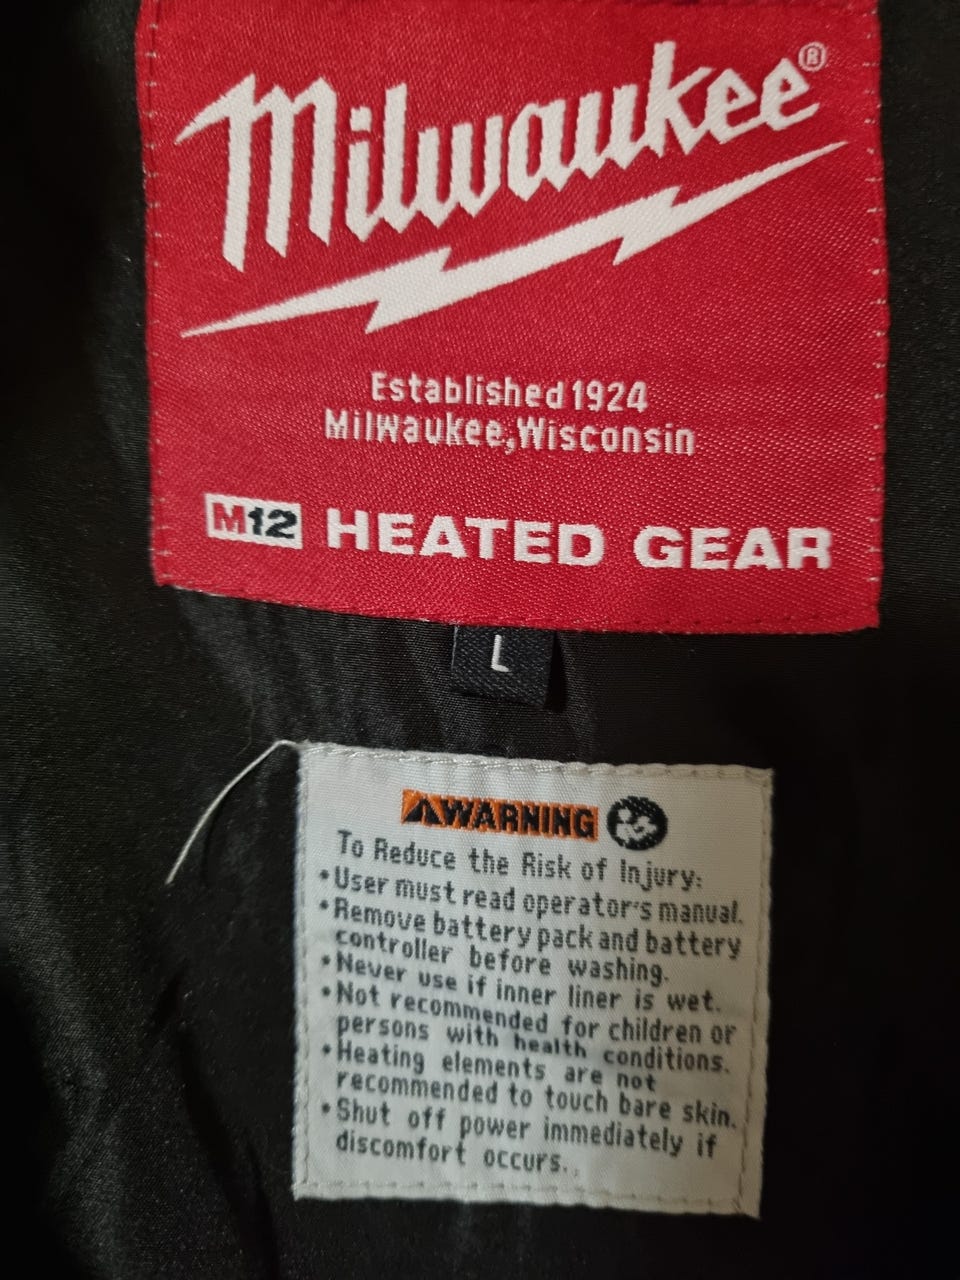 Milwaukee®
Established 1924
Milwaukee, Wisconsin
M12 HEATED GEAR
L
WARNING
To Reduce the Risk of Injury:
•User must read operator's manual.
•Remove battery pack and battery
controller before washing.
•Never use if inner liner is wet.
•Not recommended for children or
persons with health conditions.
•Heating elements are not
recommended to touch bare skin.
•Shut off power immediately if
discomfort occurs..